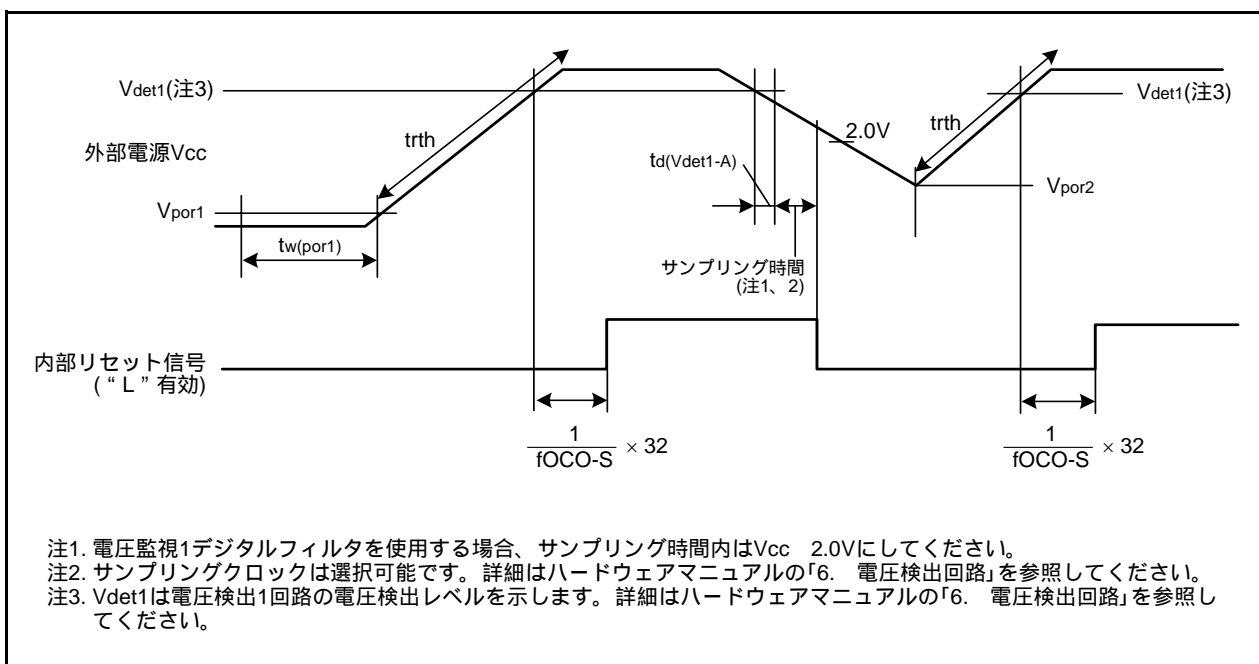 Vdet1(注3)
外部電源Vcc
Vpor1
trth
tw(por1)
td(Vdet1-A)
サンプリング時間
(注1、2)
2.0V
trth
Vdet1(注3)
Vpor2
内部リセット信号
(“L”有効)
1
fOCO-S
× 32
1
fOCO-S
× 32
注1. 電圧監視1デジタルフィルタを使用する場合、サンプリング時間内はVcc 2.0Vにしてください。
注2. サンプリングクロックは選択可能です。詳細はハードウェアマニュアルの「6. 電圧検出回路」を参照してください。
注3. Vdet1は電圧検出1回路の電圧検出レベルを示します。詳細はハードウェアマニュアルの「6. 電圧検出回路」を参照し
てください。